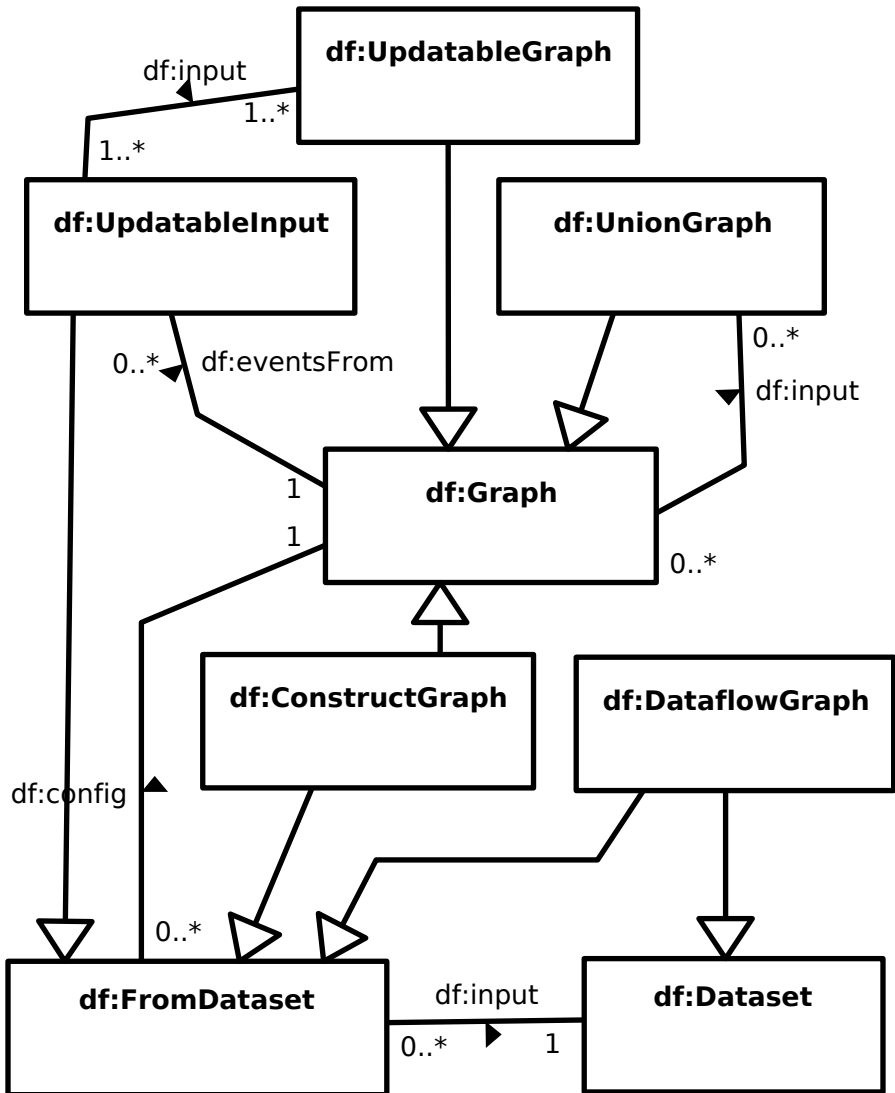 df:UpdatableGraph
df:input
1..*
1..*
df:UpdatableInput
df:UnionGraph
0..*
df:eventsFrom
0..*
df:input
1
df:Graph
1
0..*
df:ConstructGraph
df:DataflowGraph
df:config
0..*
df:FromDataset
df:input
df:Dataset
0..*
1